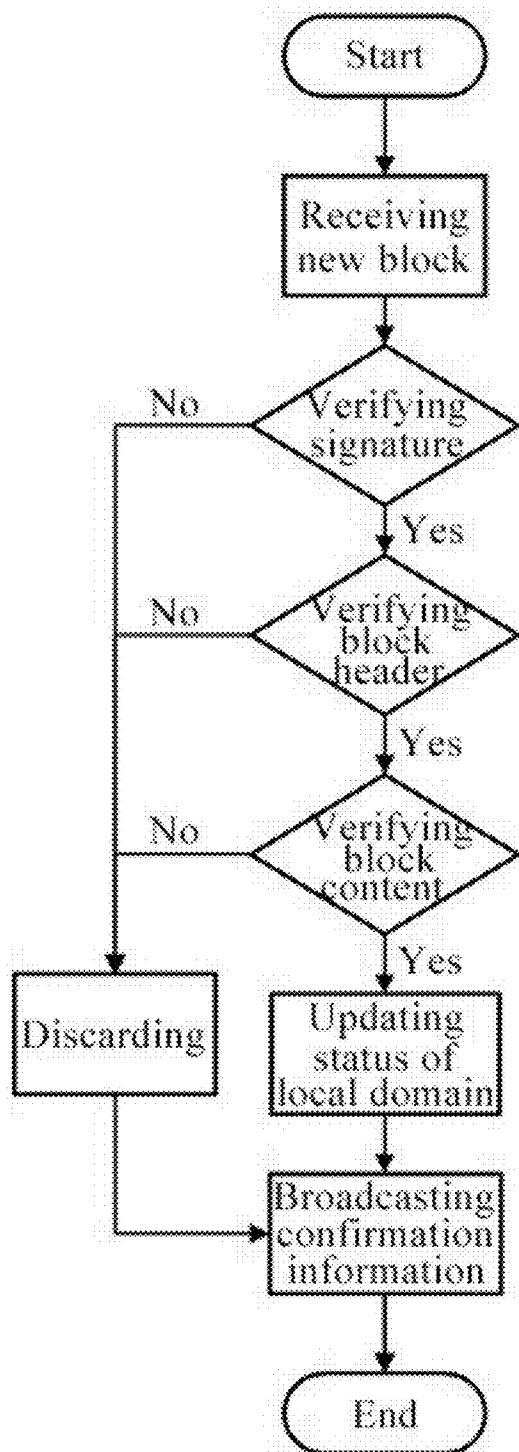 Start
Receiving
new block
No
Verifying
signature
Yes
No
Verifying
block
header
Yes
No
Verifying
block
content
Yes
Discarding
Updating
status of
local domain
Broadcasting
confirmation
information
End